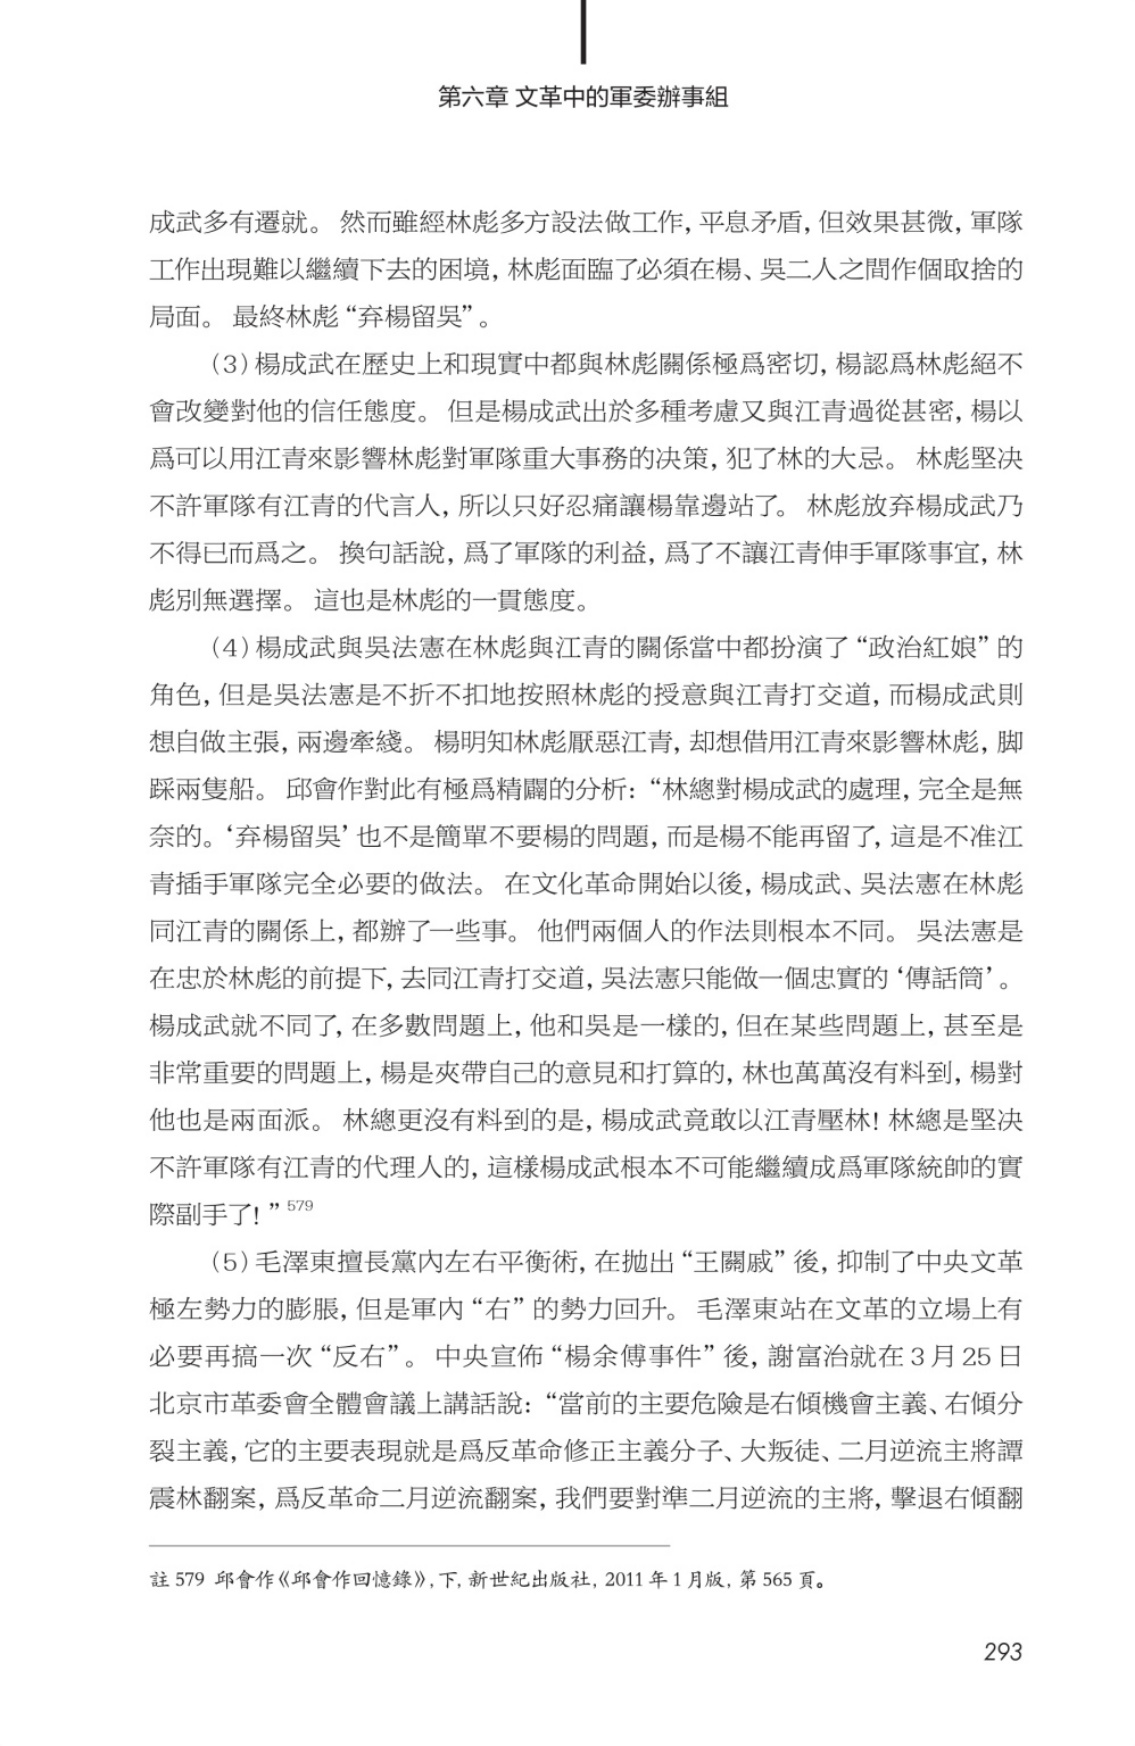 第六章 文革中的軍委辦事組
成武多有遷就。 然而雖經林彪多方設法做工作, 平息矛盾, 但效果甚微, 軍隊
工作出現難以繼續下去的困境, 林彪面臨了必須在楊、吳二人之間作個取捨的
局面。 最終林彪“弃楊留吳”。
(3) 楊成武在歷史上和現實中都與林彪關係極爲密切, 楊認爲林彪絕不
會改變對他的信任態度。 但是楊成武出於多種考慮又與江青過從甚密, 楊以
爲可以用江青來影響林彪對軍隊重大事務的决策, 犯了林的大忌。 林彪堅决
不許軍隊有江青的代言人, 所以只好忍痛讓楊靠邊站了。 林彪放弃楊成武乃
不得已而爲之。 換句話說, 爲了軍隊的利益, 爲了不讓江青伸手軍隊事宜, 林
彪別無選擇。 這也是林彪的一貫態度。
(4) 楊成武與吳法憲在林彪與江青的關係當中都扮演了“政治紅娘”的
角色, 但是吳法憲是不折不扣地按照林彪的授意與江青打交道, 而楊成武則
想自做主張, 兩邊牽綫。 楊明知林彪厭惡江青, 却想借用江青來影響林彪, 脚
踩兩隻船。 邱會作對此有極爲精闢的分析: “林總對楊成武的處理, 完全是無
奈的。‘弃楊留吳’也不是簡單不要楊的問題, 而是楊不能再留了, 這是不准江
青插手軍隊完全必要的做法。 在文化革命開始以後, 楊成武、吳法憲在林彪
同江青的關係上, 都辦了一些事。 他們兩個人的作法則根本不同。 吳法憲是
在忠於林彪的前提下, 去同江青打交道, 吳法憲只能做一個忠實的‘傳話筒’。
楊成武就不同了, 在多數問題上, 他和吳是一樣的, 但在某些問題上, 甚至是
非常重要的問題上, 楊是夾帶自己的意見和打算的, 林也萬萬沒有料到, 楊對
他也是兩面派。 林總更沒有料到的是, 楊成武竟敢以江青壓林! 林總是堅决
不許軍隊有江青的代理人的, 這樣楊成武根本不可能繼續成爲軍隊統帥的實
際副手了! ” 579
(5) 毛澤東擅長黨內左右平衡術, 在拋出“王關戚”後, 抑制了中央文革
極左勢力的膨脹, 但是軍內“右”的勢力回升。 毛澤東站在文革的立場上有
必要再搞一次“反右”。 中央宣佈“楊余傅事件”後, 謝富治就在 3 月 25 日
北京市革委會全體會議上講話說: “當前的主要危險是右傾機會主義、右傾分
裂主義, 它的主要表現就是爲反革命修正主義分子、大叛徒、二月逆流主將譚
震林翻案, 爲反革命二月逆流翻案, 我們要對準二月逆流的主將, 擊退右傾翻
註 579 邱會作《邱會作回憶錄》, 下, 新世紀出版社, 2011 年 1 月版, 第 565 頁。
293